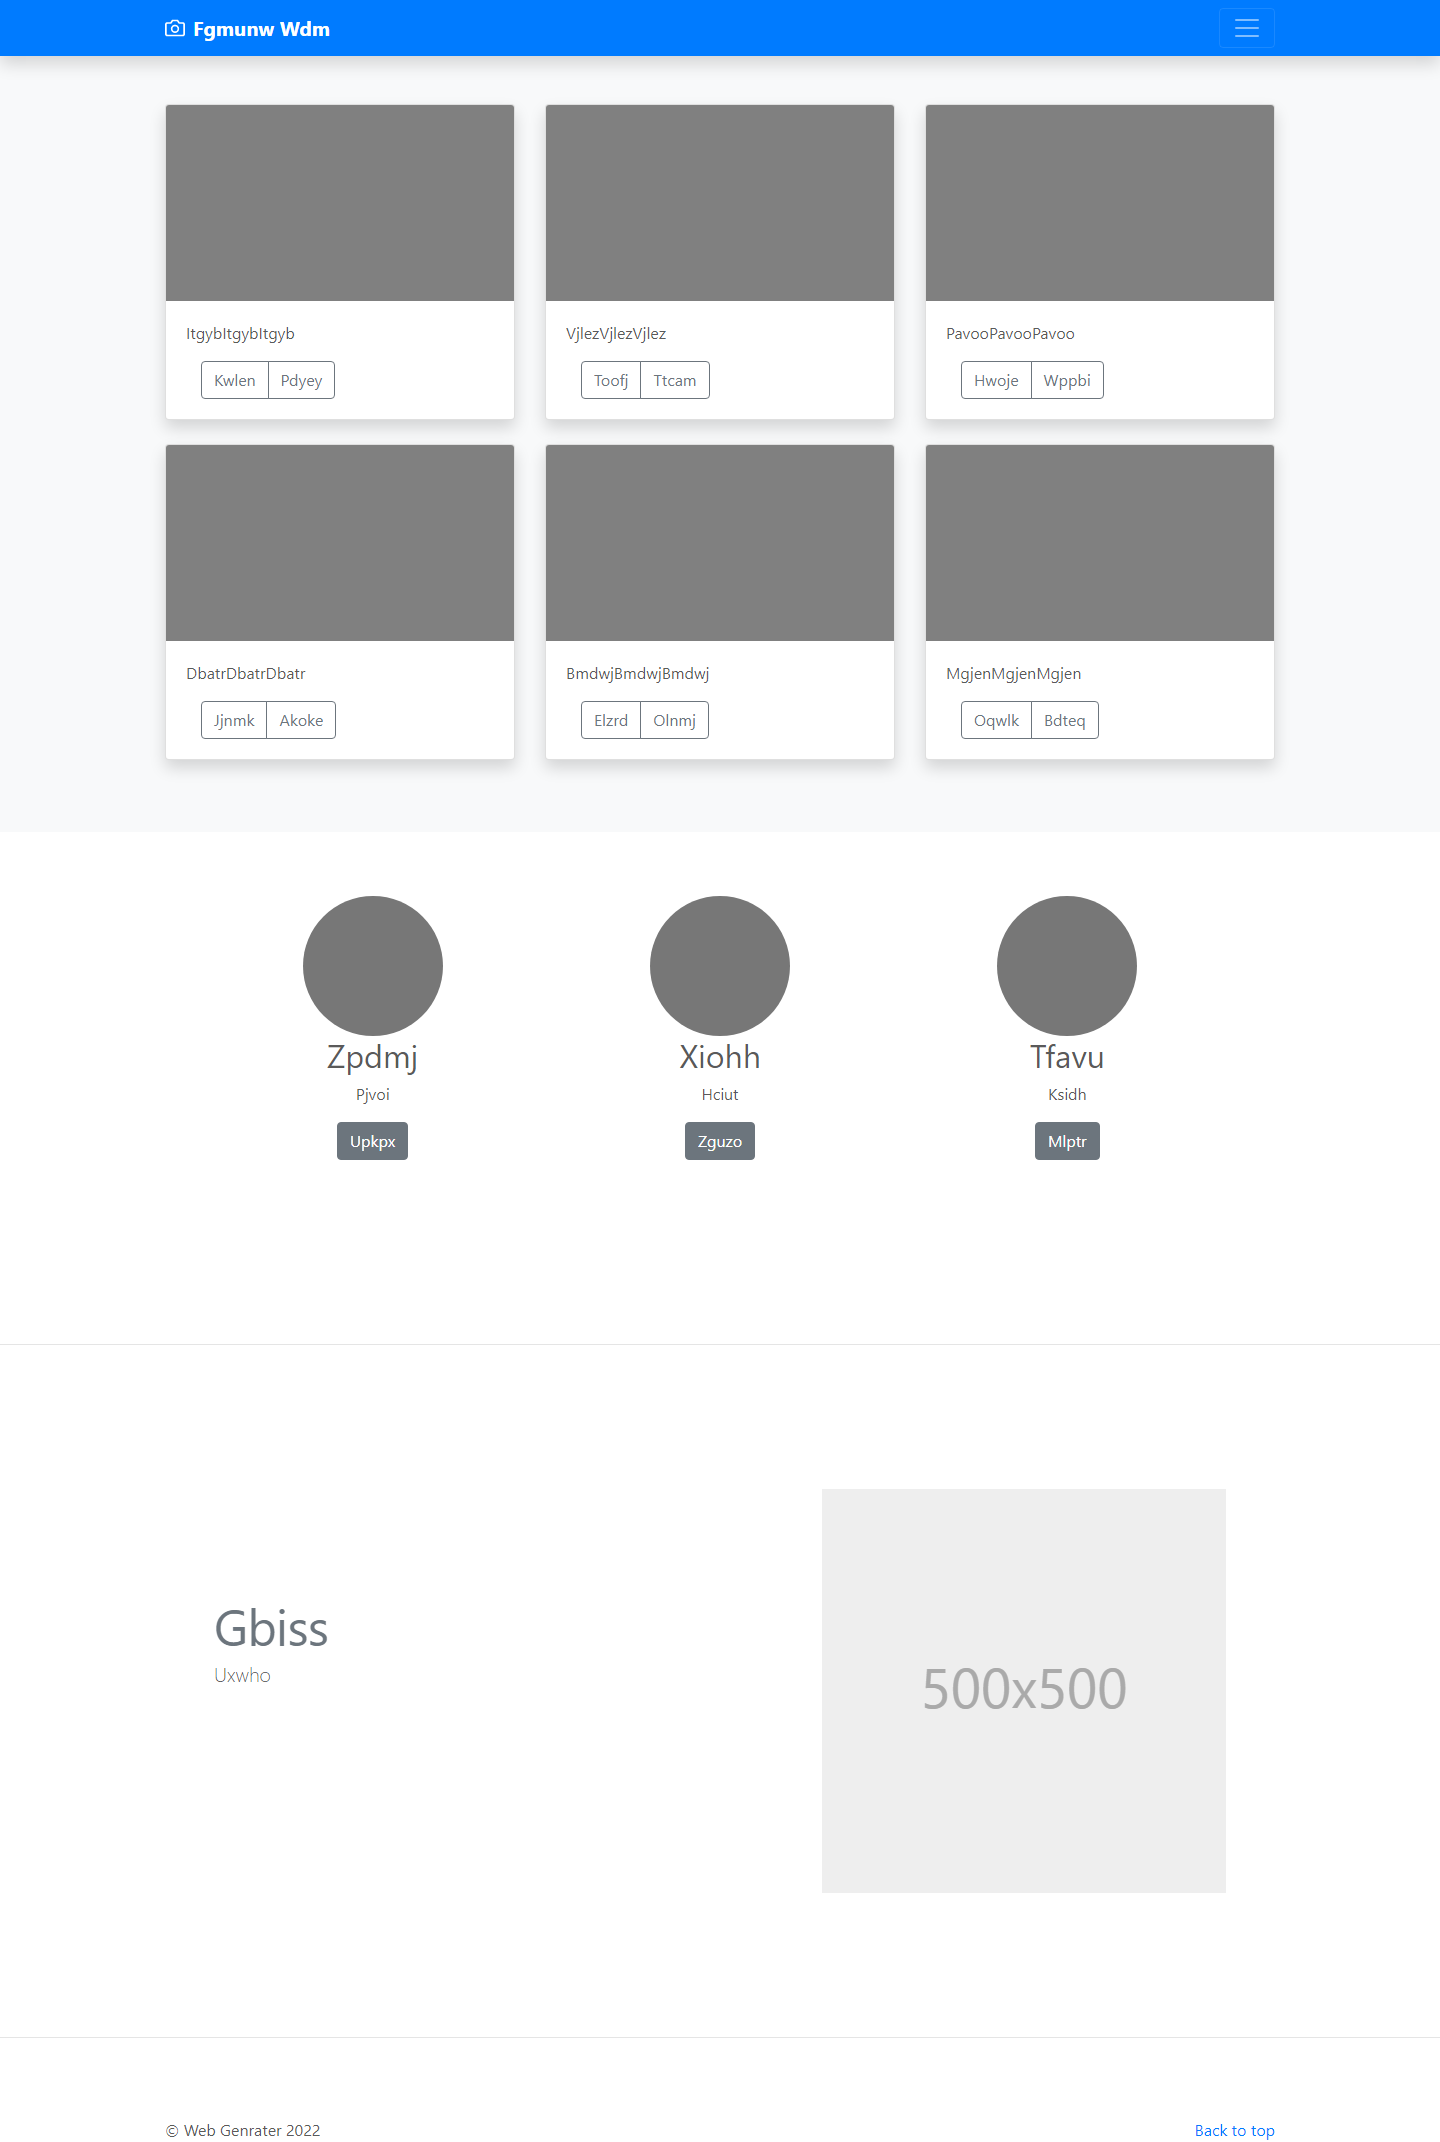 Fgmunw Wdm
ItgybItgybItgyb
VjlezVjlezVjlez
PavooPavooPavoo
Kwlen Pdyey
Toofj Ttcam
Hwoje Wppbi
DbatrDbatrDbatr
BmdwjBmdwjBmdwj
MgjenMgjenMgjen
Jjnmk Akoke
Elzrd Olnmj
Oqwlk Bdteq
Zpdmj
Xiohh
Tfavu
Pjvoi
Hciut
Ksidh
Upkpx
Zguzo
Mlptr
Gbiss
Uxwho
500x500
© Web Genrater 2022
Back to top